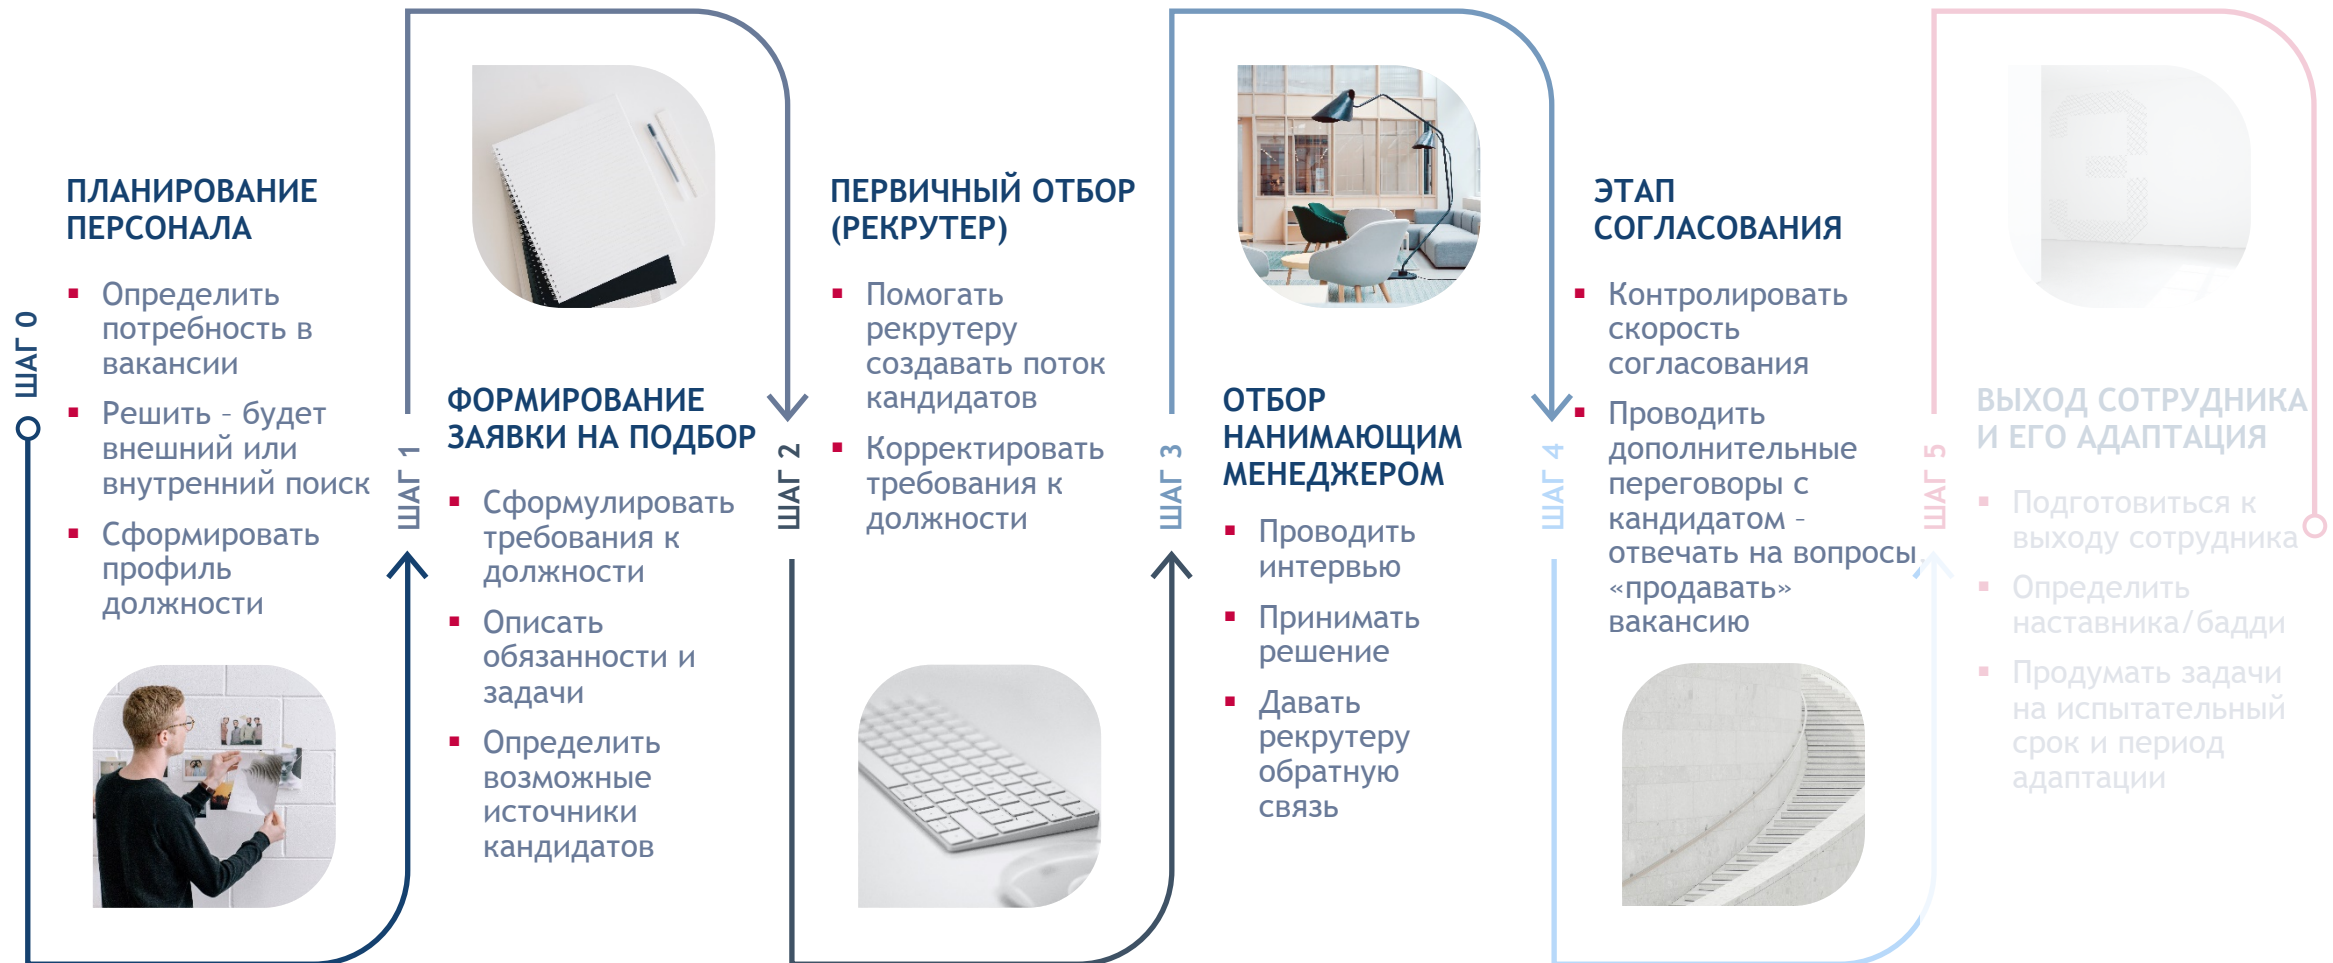 ШАГ 0
ПЛАНИРОВАНИЕ
ПЕРСОНАЛА
▪ Определить
потребность в
вакансии
▪ Решить – будет
внешний или
внутренний поиск
▪ Сформировать
профиль
должности
ШАГ 1
ФОРМИРОВАНИЕ
ЗАЯВКИ НА ПОДБОР
▪ Сформулировать
требования к
должности
▪ Описать
обязанности и
задачи
▪ Определить
возможные
источники
кандидатов
ШАГ 2
ПЕРВИЧНЫЙ ОТБОР
(РЕКРУТЕР)
▪ Помогать
рекрутеру
создавать поток
кандидатов
▪ Корректировать
требования к
должности
ШАГ 3
ОТБОР
НАНИМАЮЩИМ
МЕНЕДЖЕРОМ
▪ Проводить
интервью
▪ Принимать
решение
▪ Давать
рекрутеру
обратную
связь
ШАГ 4
ЭТАП
СОГЛАСОВАНИЯ
▪ Контролировать
скорость
согласования
▪ Проводить
дополнительные
переговоры с
кандидатом –
отвечать на вопросы,
«продавать»
вакансию
ШАГ 5
ВЫХОД СОТРУДНИКА
И ЕГО АДАПТАЦИЯ
▪ Подготовиться к
выходу сотрудника
▪ Определить
наставника/бадди
▪ Продумать задачи
на испытательный
срок и период
адаптации